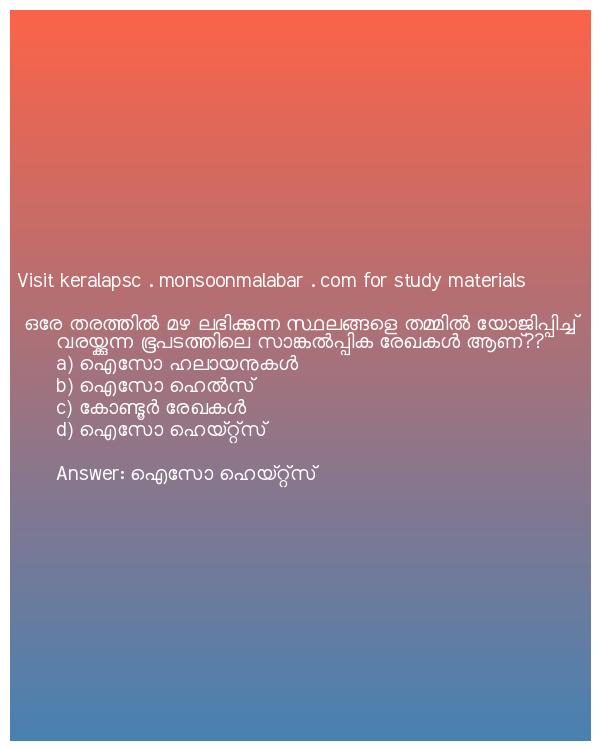 Visit keralapsc . monsoonmalabar . com for study materials
ഒരേ തരത്തിൽ മഴ ലഭിക്കുന്ന സ്ഥലങ്ങളെ തമ്മിൽ യോജിപ്പിച്ച്
വരയ്ക്കുന്ന ഭൂപടത്തിലെ സാങ്കൽപ്പിക രേഖകൾ ആണ്??
a) ഐസോ ഹലായനുകൾ
b) ഐസോ ഹെൽസ്
c) കോണ്ടൂർ രേഖകൾ
d) ഐസോ ഹെയ്റ്റ്സ്
Answer: ഐസോ ഹെയ്റ്റ്സ്